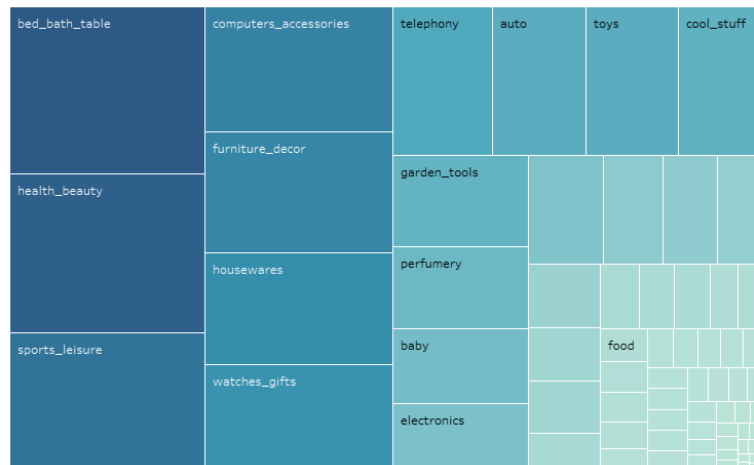 bed_bath_table
health_beauty
sports_leisure
computers_accessories
furniture_decor
housewares
watches_gifts
telephony
auto
toys
cool_stuff
garden_tools
perfumery
baby
electronics
food